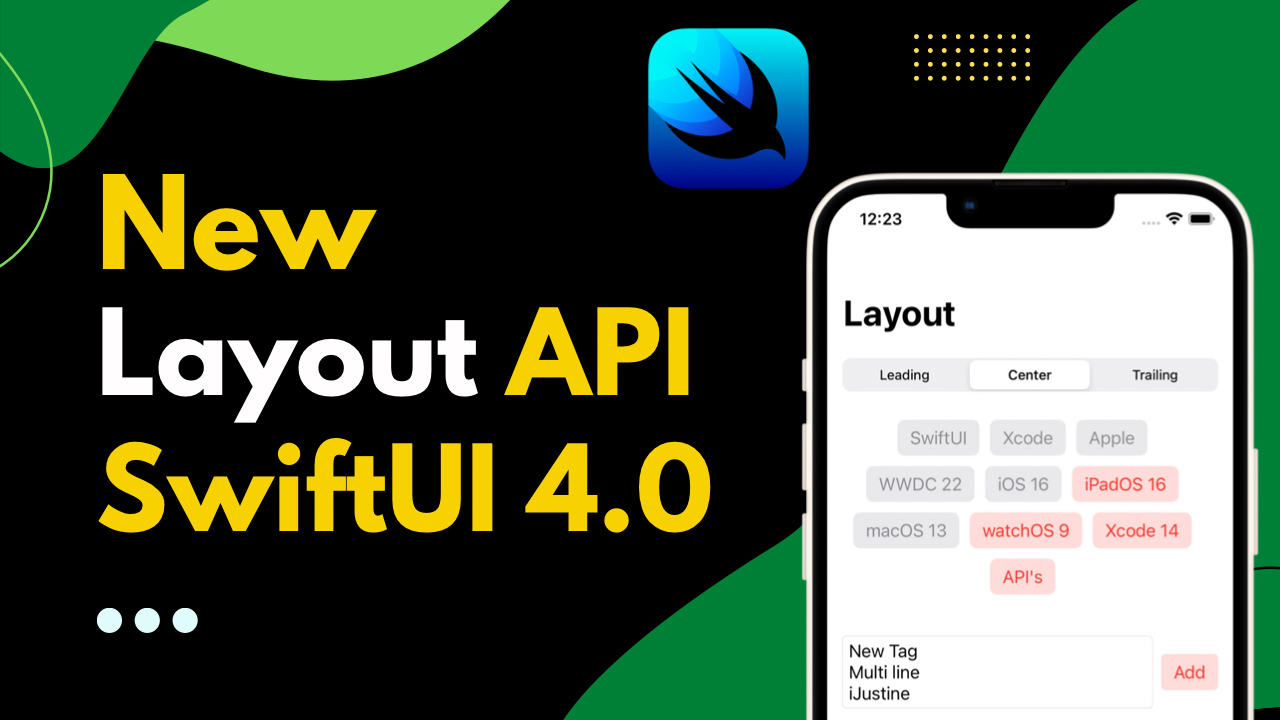 New
Layout API
SwiftUI 4.0
12:23
Layout
Leading Center Trailing
SwiftUI Xcode Apple
WWDC 22 iOS 16 iPadOS 16
macOS 13 watchOS 9 Xcode 14
API's
New Tag
Multi line
iJustine
Add